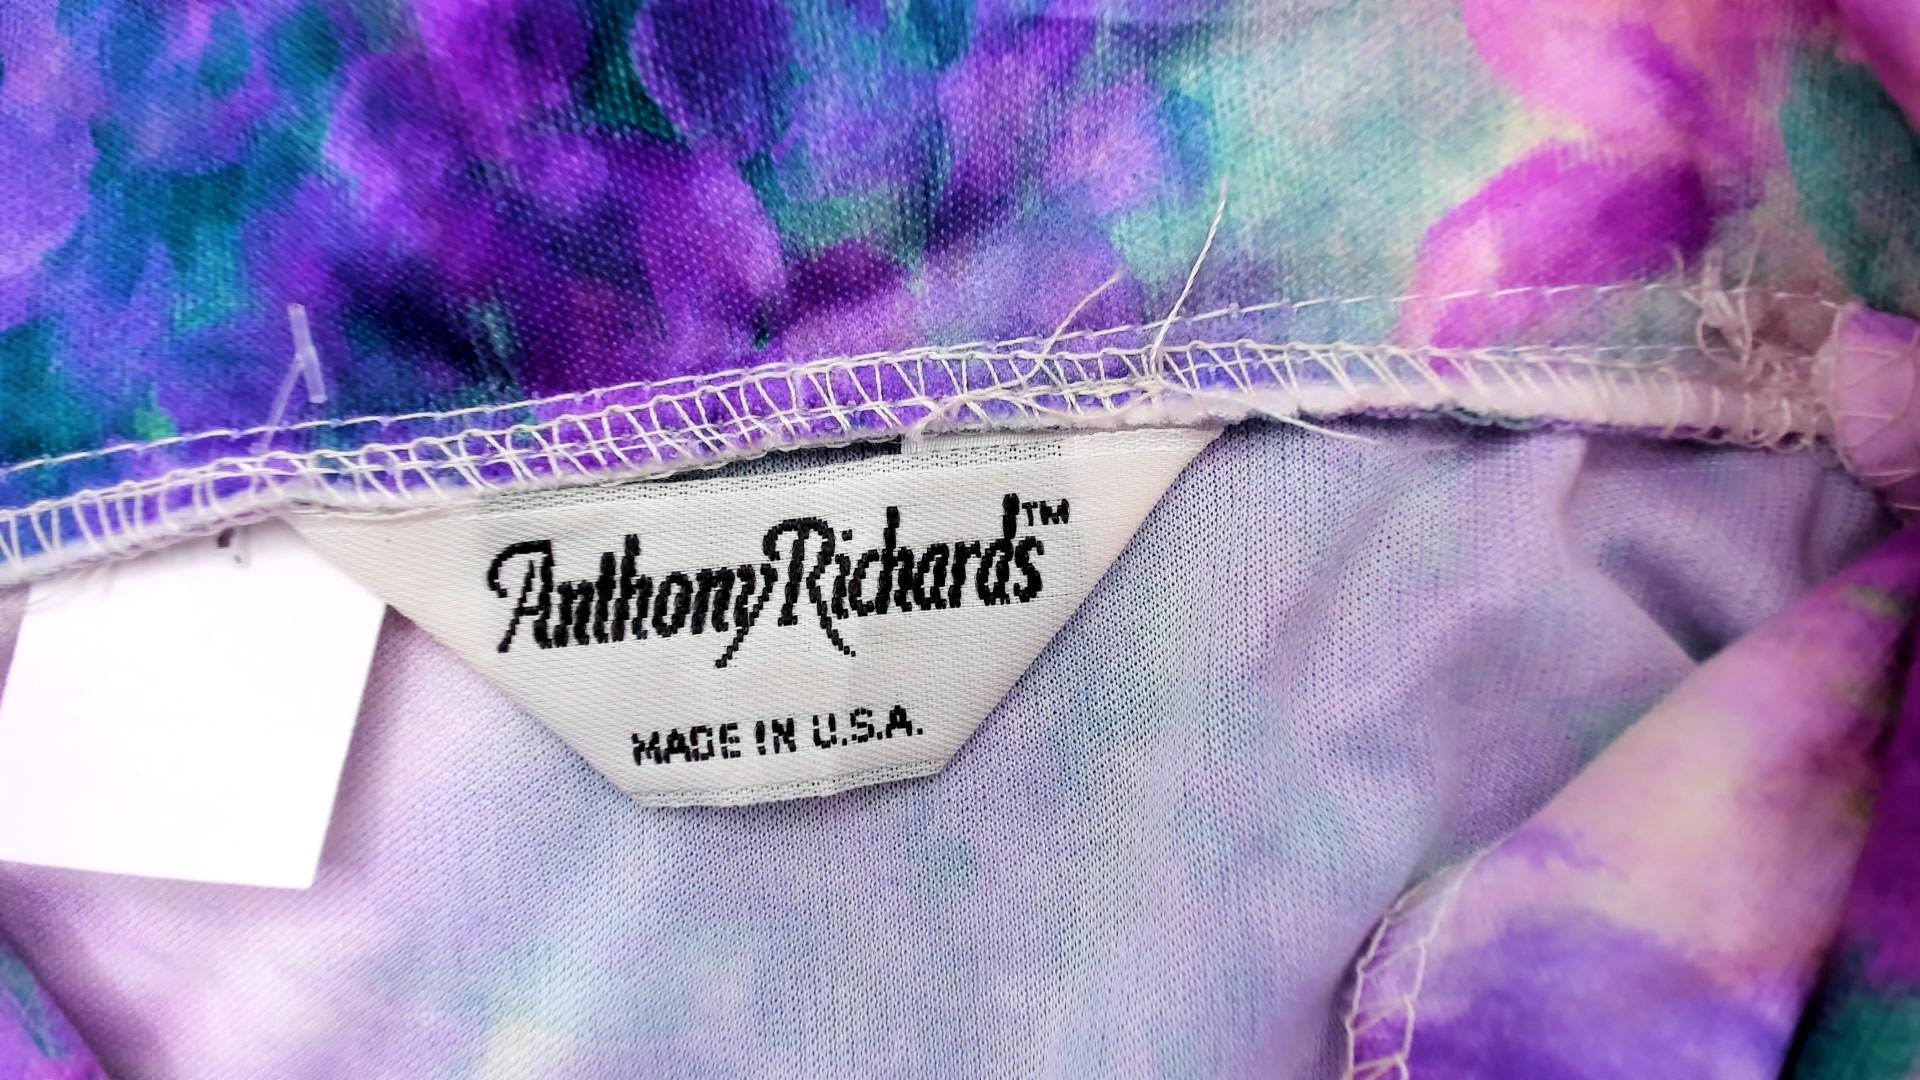 Anthony Richards™
MADE IN U.S.A.